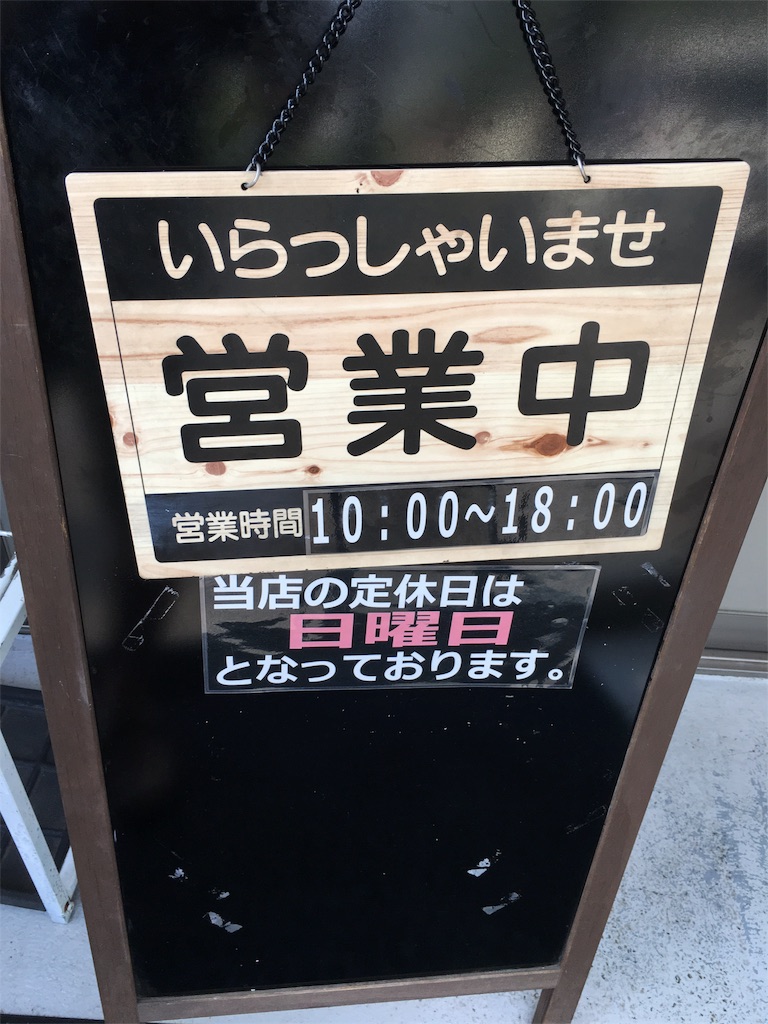 いらっしゃいませ
営業中
営業時間 10:00~18:00
当店の定休日は
日曜日
となっております。